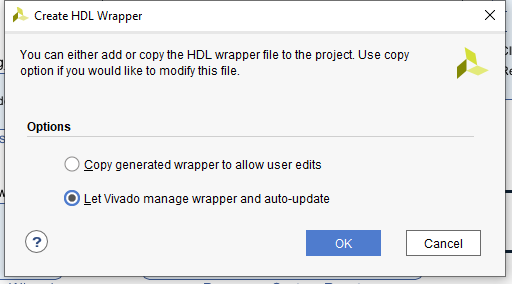 Create HDL Wrapper
You can either add or copy the HDL wrapper file to the project. Use copy
option if you would like to modify this file.
Options
Copy generated wrapper to allow user edits
Let Vivado manage wrapper and auto-update
?
OK
Cancel